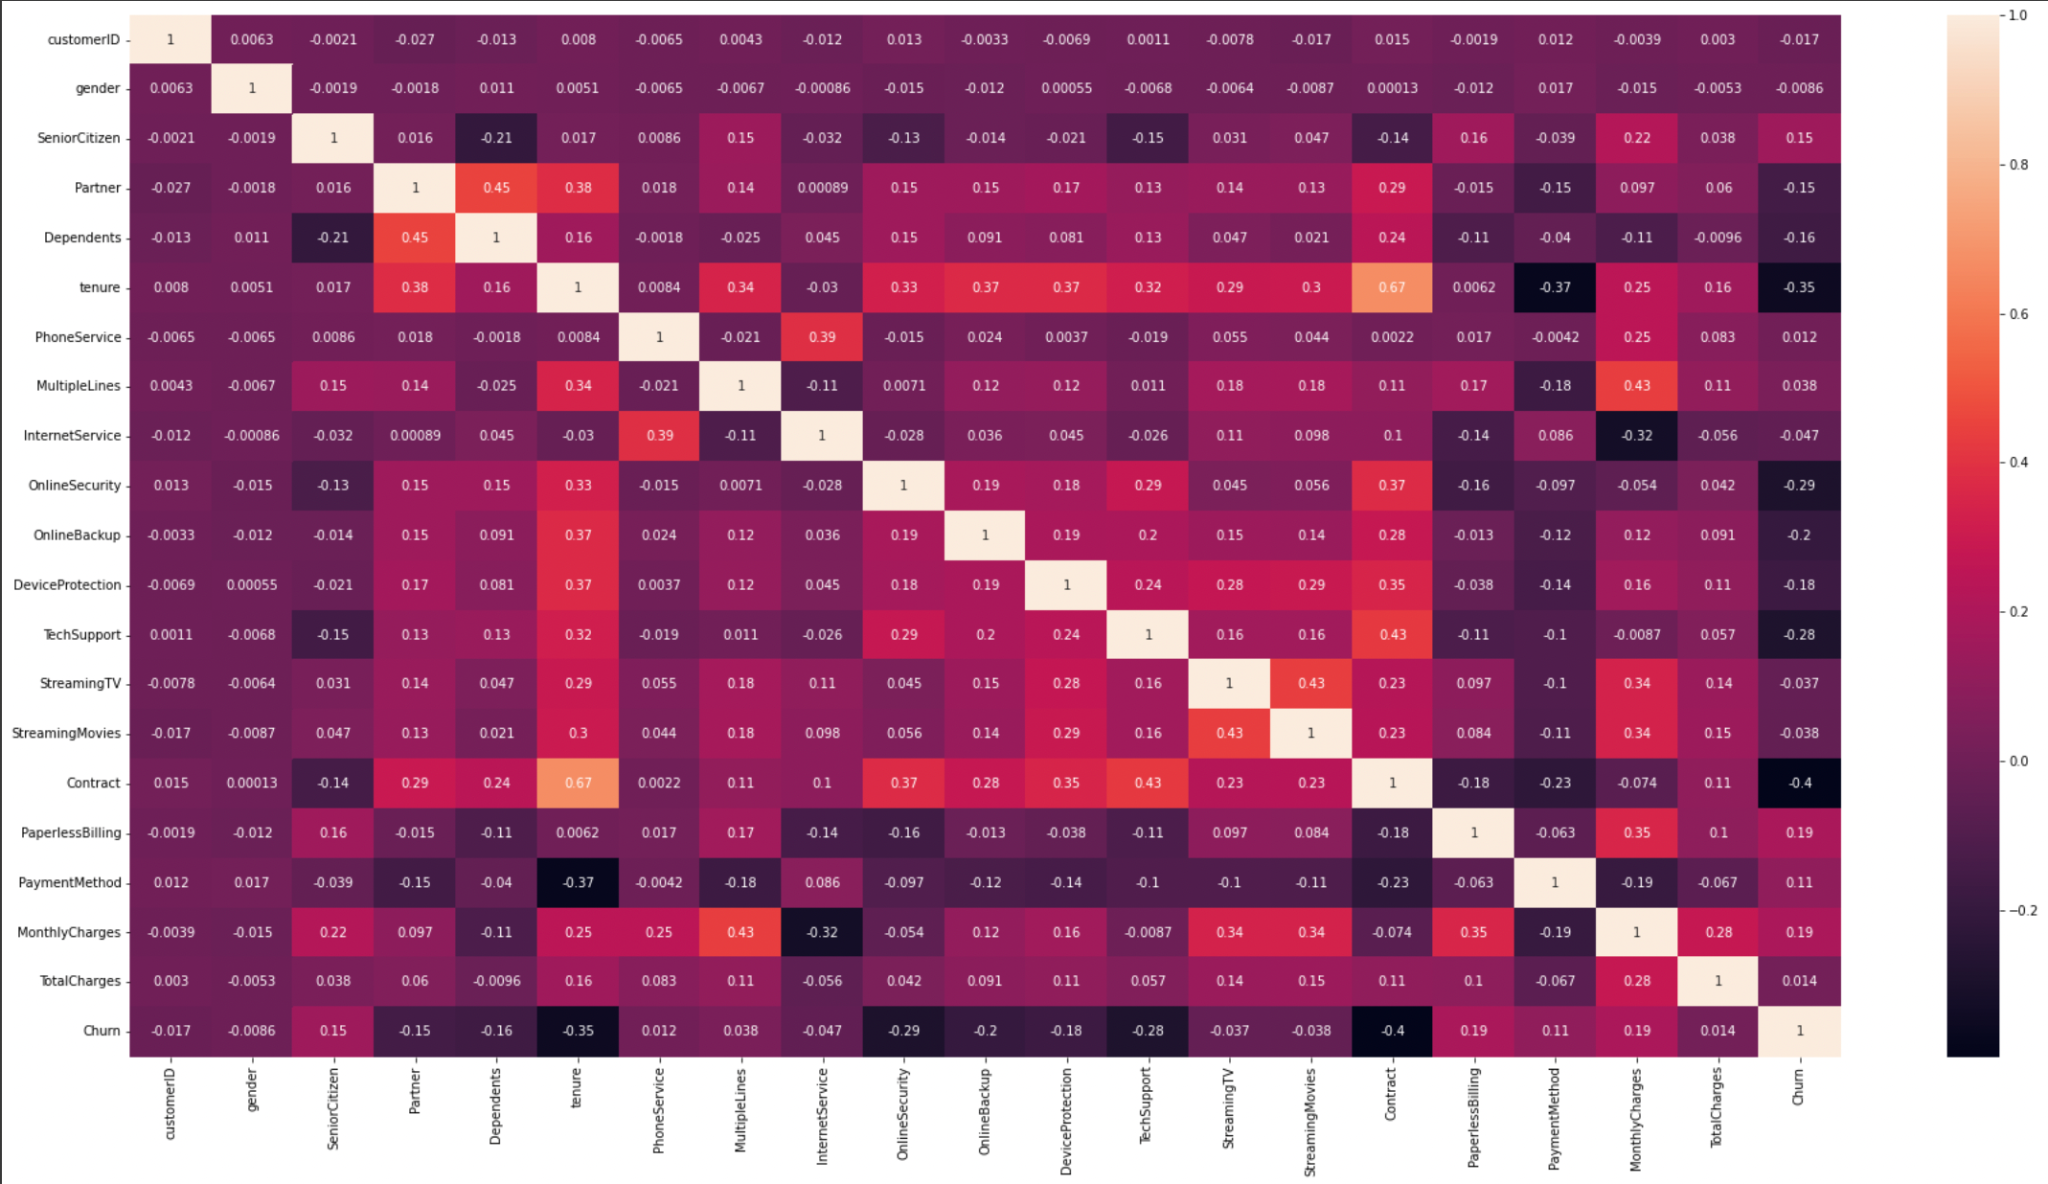 customerID 1 0.0063 -0.0021 -0.027 -0.013 0.008 -0.0065 0.0043 -0.012 0.013 -0.0033 -0.0069 0.0011 -0.0078 -0.017 0.015 -0.0019 0.012 -0.0039 0.003 -0.017
gender 0.0063 1 -0.0019 -0.0018 0.011 0.0051 -0.0065 -0.0067 -0.00086 -0.015 -0.012 0.00055 -0.0068 -0.0064 -0.0087 0.00013 -0.012 0.017 -0.015 -0.0053 -0.0086
SeniorCitizen -0.0021 -0.0019 1 0.016 -0.21 0.017 0.0086 0.15 -0.032 -0.13 -0.014 -0.021 -0.15 0.031 0.047 -0.14 0.16 -0.039 0.22 0.038 0.15
Partner -0.027 -0.0018 0.016 1 0.45 0.38 0.018 0.14 0.00089 0.15 0.15 0.17 0.13 0.14 0.13 0.29 -0.015 -0.15 0.097 0.06 -0.15
Dependents -0.013 0.011 -0.21 0.45 1 0.16 -0.0018 -0.025 0.045 0.15 0.091 0.081 0.13 0.047 0.021 0.24 -0.11 -0.04 -0.11 -0.0096 -0.16
tenure 0.008 0.0051 0.017 0.38 0.16 1 0.0084 0.34 -0.03 0.33 0.37 0.37 0.32 0.29 0.3 0.67 0.0062 -0.37 0.25 0.16 -0.35
PhoneService -0.0065 -0.0065 0.0086 0.018 -0.0018 0.0084 1 -0.021 0.39 -0.015 0.024 0.0037 -0.019 0.055 0.044 0.0022 0.017 -0.0042 0.25 0.083 0.012
MultipleLines 0.0043 -0.0067 0.15 0.14 -0.025 0.34 -0.021 1 -0.11 0.0071 0.12 0.12 0.011 0.18 0.18 0.11 0.17 -0.18 0.43 0.11 0.038
InternetService -0.012 -0.00086 -0.032 0.00089 0.045 -0.03 0.39 -0.11 1 -0.028 0.036 0.045 -0.026 0.11 0.098 0.1 -0.14 0.086 -0.32 -0.056 -0.047
OnlineSecurity 0.013 -0.015 -0.13 0.15 0.15 0.33 -0.015 0.0071 -0.028 1 0.19 0.18 0.29 0.045 0.056 0.37 -0.16 -0.097 -0.054 0.042 -0.29
OnlineBackup -0.0033 -0.012 -0.014 0.15 0.091 0.37 0.024 0.12 0.036 0.19 1 0.19 0.2 0.15 0.14 0.28 -0.013 -0.12 0.12 0.091 -0.2
DeviceProtection -0.0069 0.00055 -0.021 0.17 0.081 0.37 0.0037 0.12 0.045 0.18 0.19 1 0.24 0.28 0.29 0.35 -0.038 -0.14 0.16 0.11 -0.18
TechSupport 0.0011 -0.0068 -0.15 0.13 0.13 0.32 -0.019 0.011 -0.026 0.29 0.2 0.24 1 0.16 0.16 0.43 -0.11 -0.1 -0.0087 0.057 -0.28
StreamingTV -0.0078 -0.0064 0.031 0.14 0.047 0.29 0.055 0.18 0.11 0.045 0.15 0.28 0.16 1 0.43 0.23 0.097 -0.1 0.34 0.14 -0.037
StreamingMovies -0.017 -0.0087 0.047 0.13 0.021 0.3 0.044 0.18 0.098 0.056 0.14 0.29 0.16 0.43 1 0.23 0.084 -0.11 0.34 0.15 -0.038
Contract 0.015 0.00013 -0.14 0.29 0.24 0.67 0.0022 0.11 0.1 0.37 0.28 0.35 0.43 0.23 0.23 1 -0.18 -0.23 -0.074 0.11 -0.4
PaperlessBilling -0.0019 -0.012 0.16 -0.015 -0.11 0.0062 0.017 0.17 -0.14 -0.16 -0.013 -0.038 -0.11 0.097 0.084 -0.18 1 -0.063 0.35 0.1 0.19
PaymentMethod 0.012 0.017 -0.039 -0.15 -0.04 -0.37 -0.0042 -0.18 0.086 -0.097 -0.12 -0.14 -0.1 -0.1 -0.11 -0.23 -0.063 1 -0.19 -0.067 0.11
MonthlyCharges -0.0039 -0.015 0.22 0.097 -0.11 0.25 0.25 0.43 -0.32 -0.054 0.12 0.16 -0.0087 0.34 0.34 -0.074 0.35 -0.19 1 0.28 0.19
TotalCharges 0.003 -0.0053 0.038 0.06 -0.0096 0.16 0.083 0.11 -0.056 0.042 0.091 0.11 0.057 0.14 0.15 0.11 0.1 -0.067 0.28 1 0.014
Churn -0.017 -0.0086 0.15 -0.15 -0.16 -0.35 0.012 0.038 -0.047 -0.29 -0.2 -0.18 -0.28 -0.037 -0.038 -0.4 0.19 0.11 0.19 0.014 1
customerID
gender
SeniorCitizen
Partner
Dependents
tenure
PhoneService
MultipleLines
InternetService
OnlineSecurity
OnlineBackup
DeviceProtection
TechSupport
StreamingTV
StreamingMovies
Contract
PaperlessBilling
PaymentMethod
MonthlyCharges
TotalCharges
Churn
1.0
0.8
0.6
0.4
0.2
0.0
−0.2